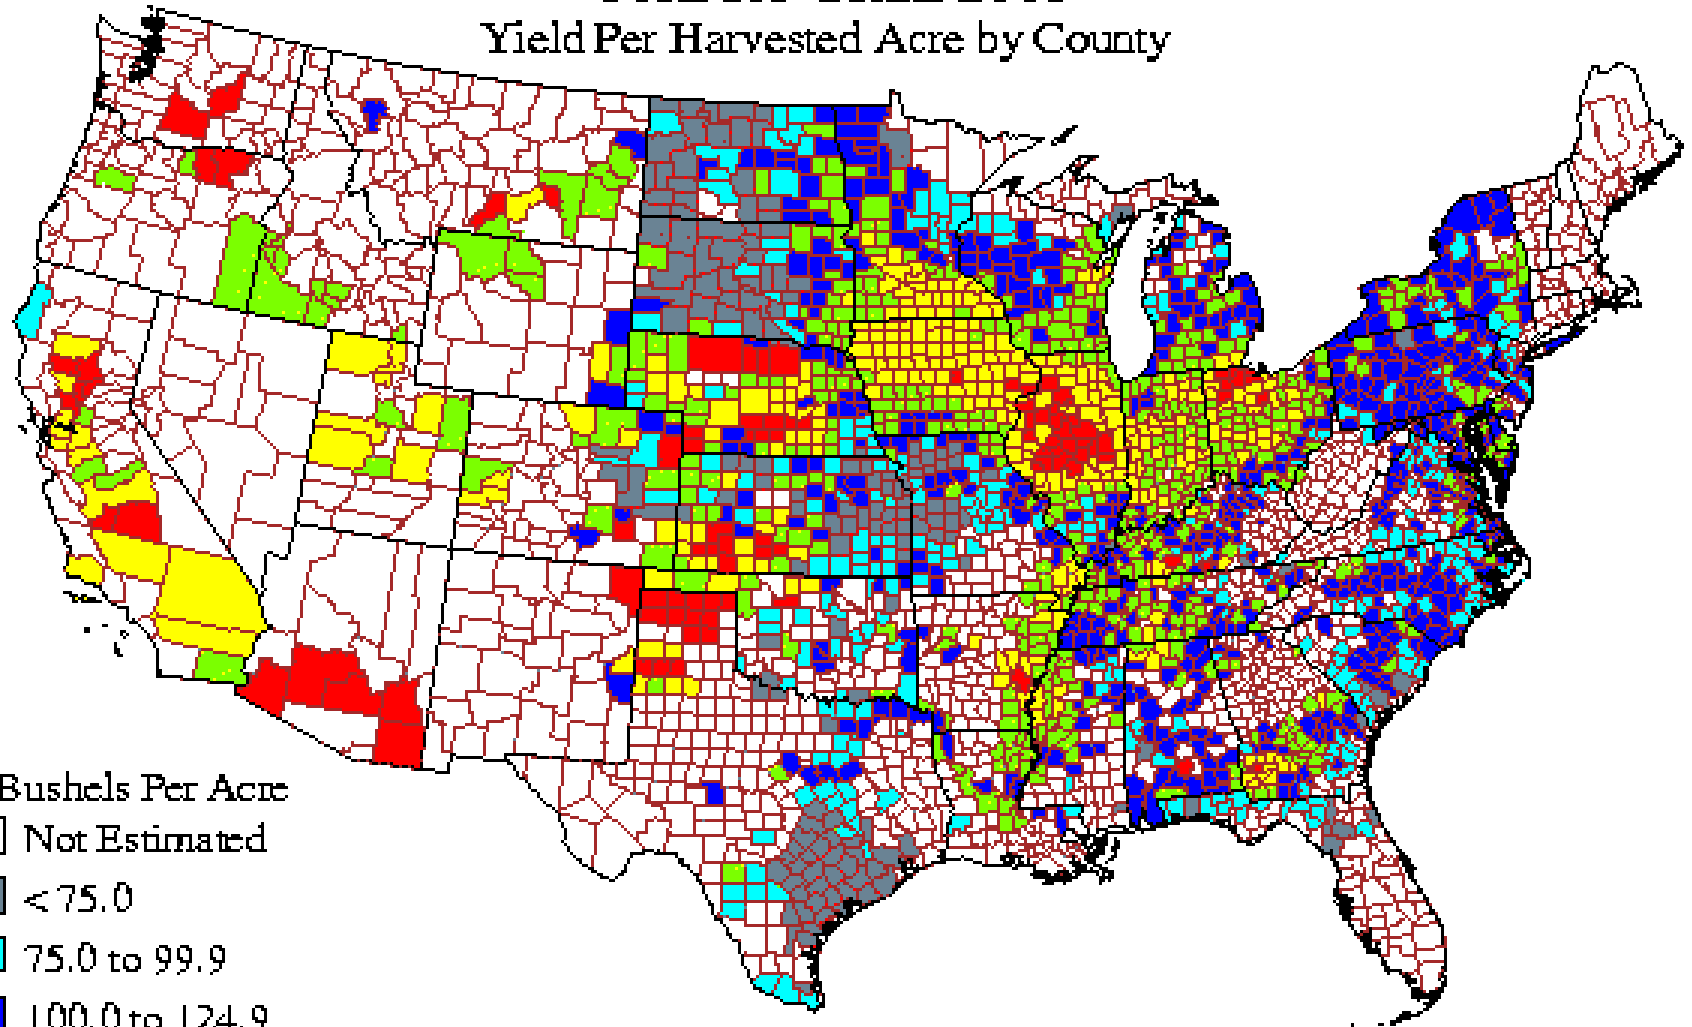 Yield Per Harvested Acre by County
Bushels Per Acre
Not Estimated
<75.0
75.0 to 99.9
100.0 to 124.9